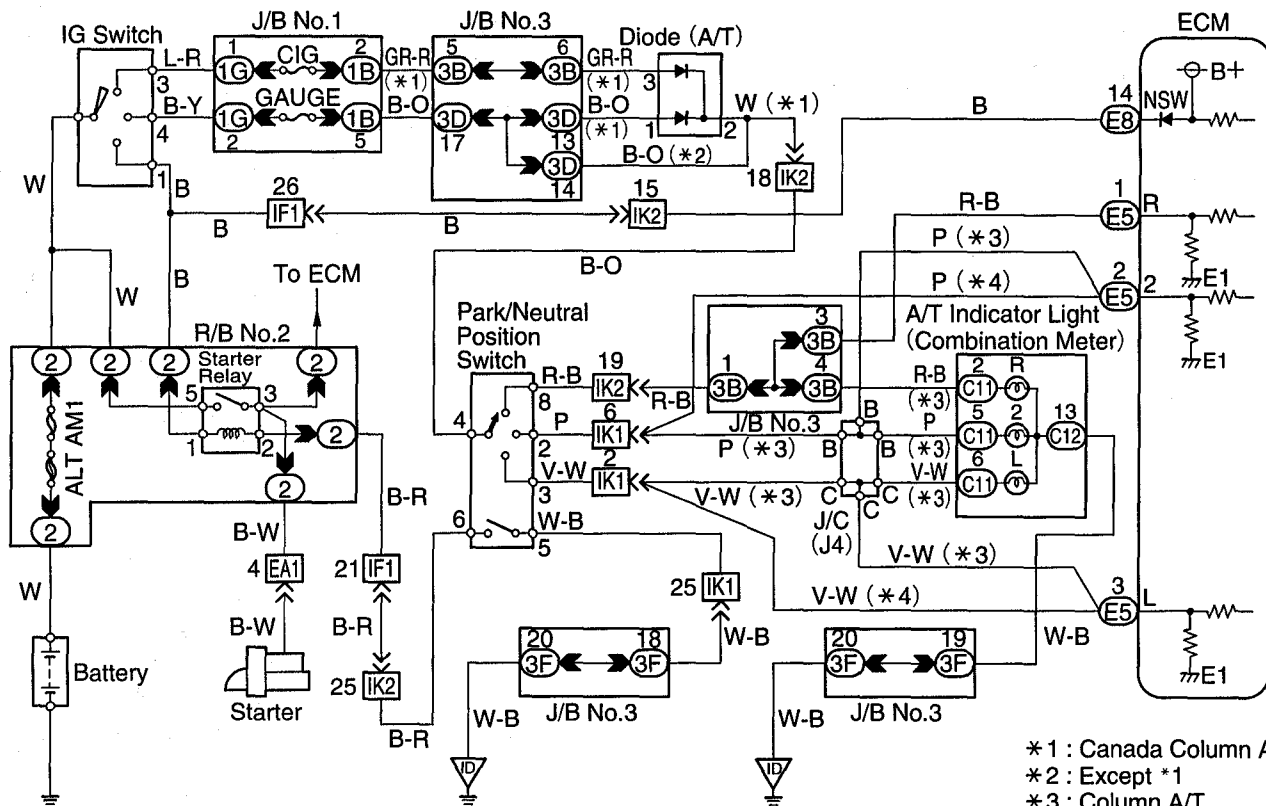 J/B No.1
J/B No.3
ECM
IG Switch
Diode (A/T)
L-R
1
CIG
2
GR-R
5
6
GR-R
1G
1B
(*1)
3B
3B
(*1)
3
B+
3
B-Y
GAUGE
B-O
B-O
W (*1)
B
14
NSW
1G
1B
3D
3D
(*1)
1
2
E8
4
2
5
17
13
B-O (*2)
3D
14
18
IK2
1
W
B
26
15
1
IF1
IK2
R-B
E5
R
B
B
P (*3)
To ECM
B-O
E1
W
B
P (*4)
2
E5
2
R/B No.2
Park/Neutral
Position
Switch
A/T Indicator Light
(Combination Meter)
3
3B
E1
2
2
2
Starter
Relay
2
19
1
4
2
R
R-B
IK2
3B
3B
R-B
C11
5
3
8
R-B
(*3)
4
6
J/B No.3
B
5
2
13
P
P
IK1
P (*3)
B
B
C11
C12
1
2
2
2
2
(*3)
6
L
ALT AM1
V-W
IK1
V-W
C11
3
V-W (*3)
C
C
(*3)
2
B-R
C
2
B-W
6
W-B
J/C
(J4)
5
V-W (*3)
4
EA1
21
IF1
25
IK1
V-W (*4)
3
E5
L
W
B-W
B-R
W-B
W-B
20
18
20
19
3F
3F
3F
3F
E1
Battery
25
IK2
Starter
J/B No.3
J/B No.3
B-R
W-B
W-B
ID
ID
*1 : Canada Column A
*2 : Except *1
*3 : Column A/T